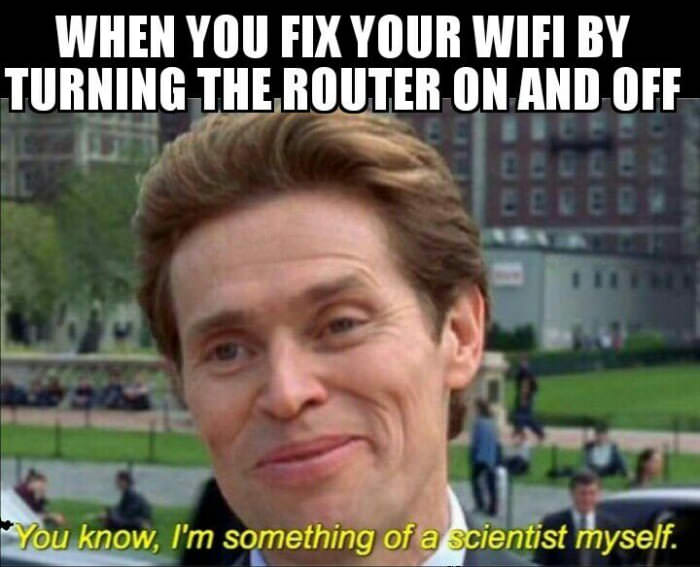 WHEN YOU FIX YOUR WIFI BY
TURNING THE ROUTER ON AND OFF
You know, I'm something of a scientist myself.